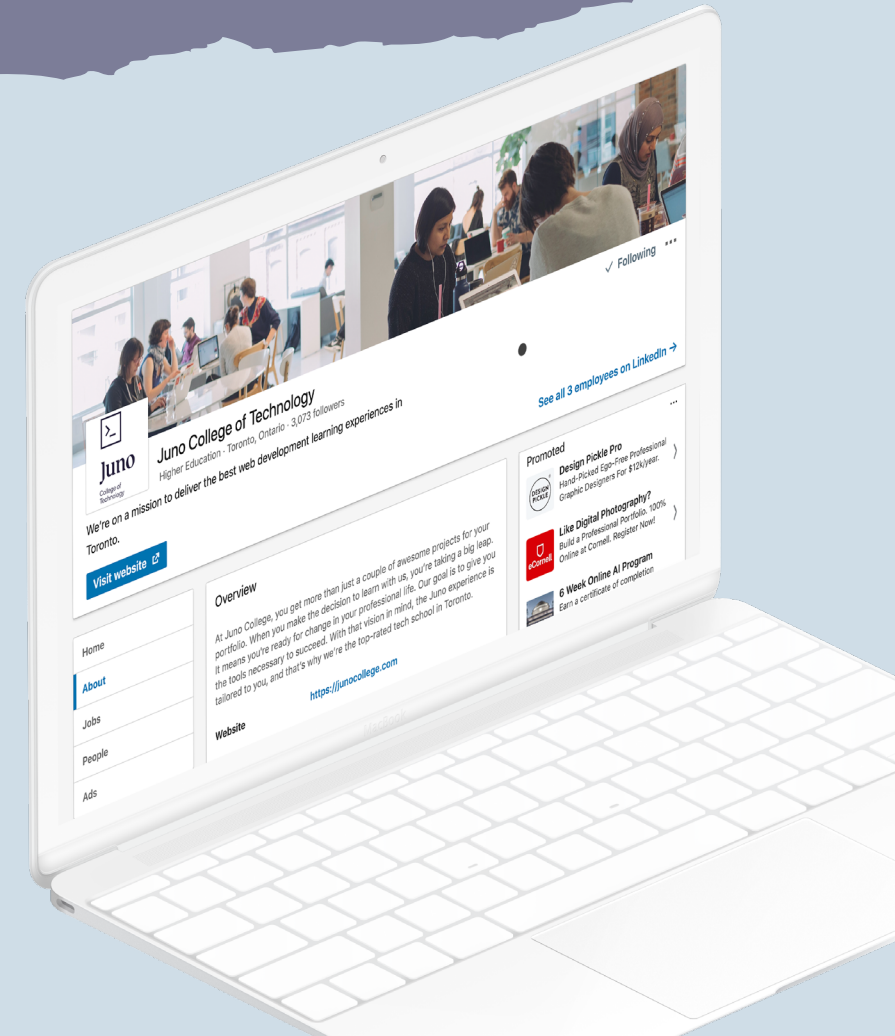 Following
See all 3 employees on LinkedIn →
>_
Juno
College of
Technology
Juno College of Technology
Higher Education · Toronto, Ontario · 3,073 followers
We're on a mission to deliver the best web development learning experiences in
Toronto.
Visit website
Home
About
Jobs
People
Ads
Overview
At Juno College, you get more than just a couple of awesome projects for your
portfolio. When you make the decision to learn with us, you're taking a big leap.
It means you're ready for change in your professional life. Our goal is to give you
the tools necessary to succeed. With that vision in mind, the Juno experience is
tailored to you, and that's why we're the top-rated tech school in Toronto.
Website
https://junocollege.com
Promoted
DESIGN
PICKLE
Design Pickle Pro
Hand-Picked Ego-Free Professional
Graphic Designers For $12k/year.
eCornell
Like Digital Photography?
Build a Professional Portfolio. 100%
Online at Cornell. Register Now!
6 Week Online AI Program
Earn a certificate of completion